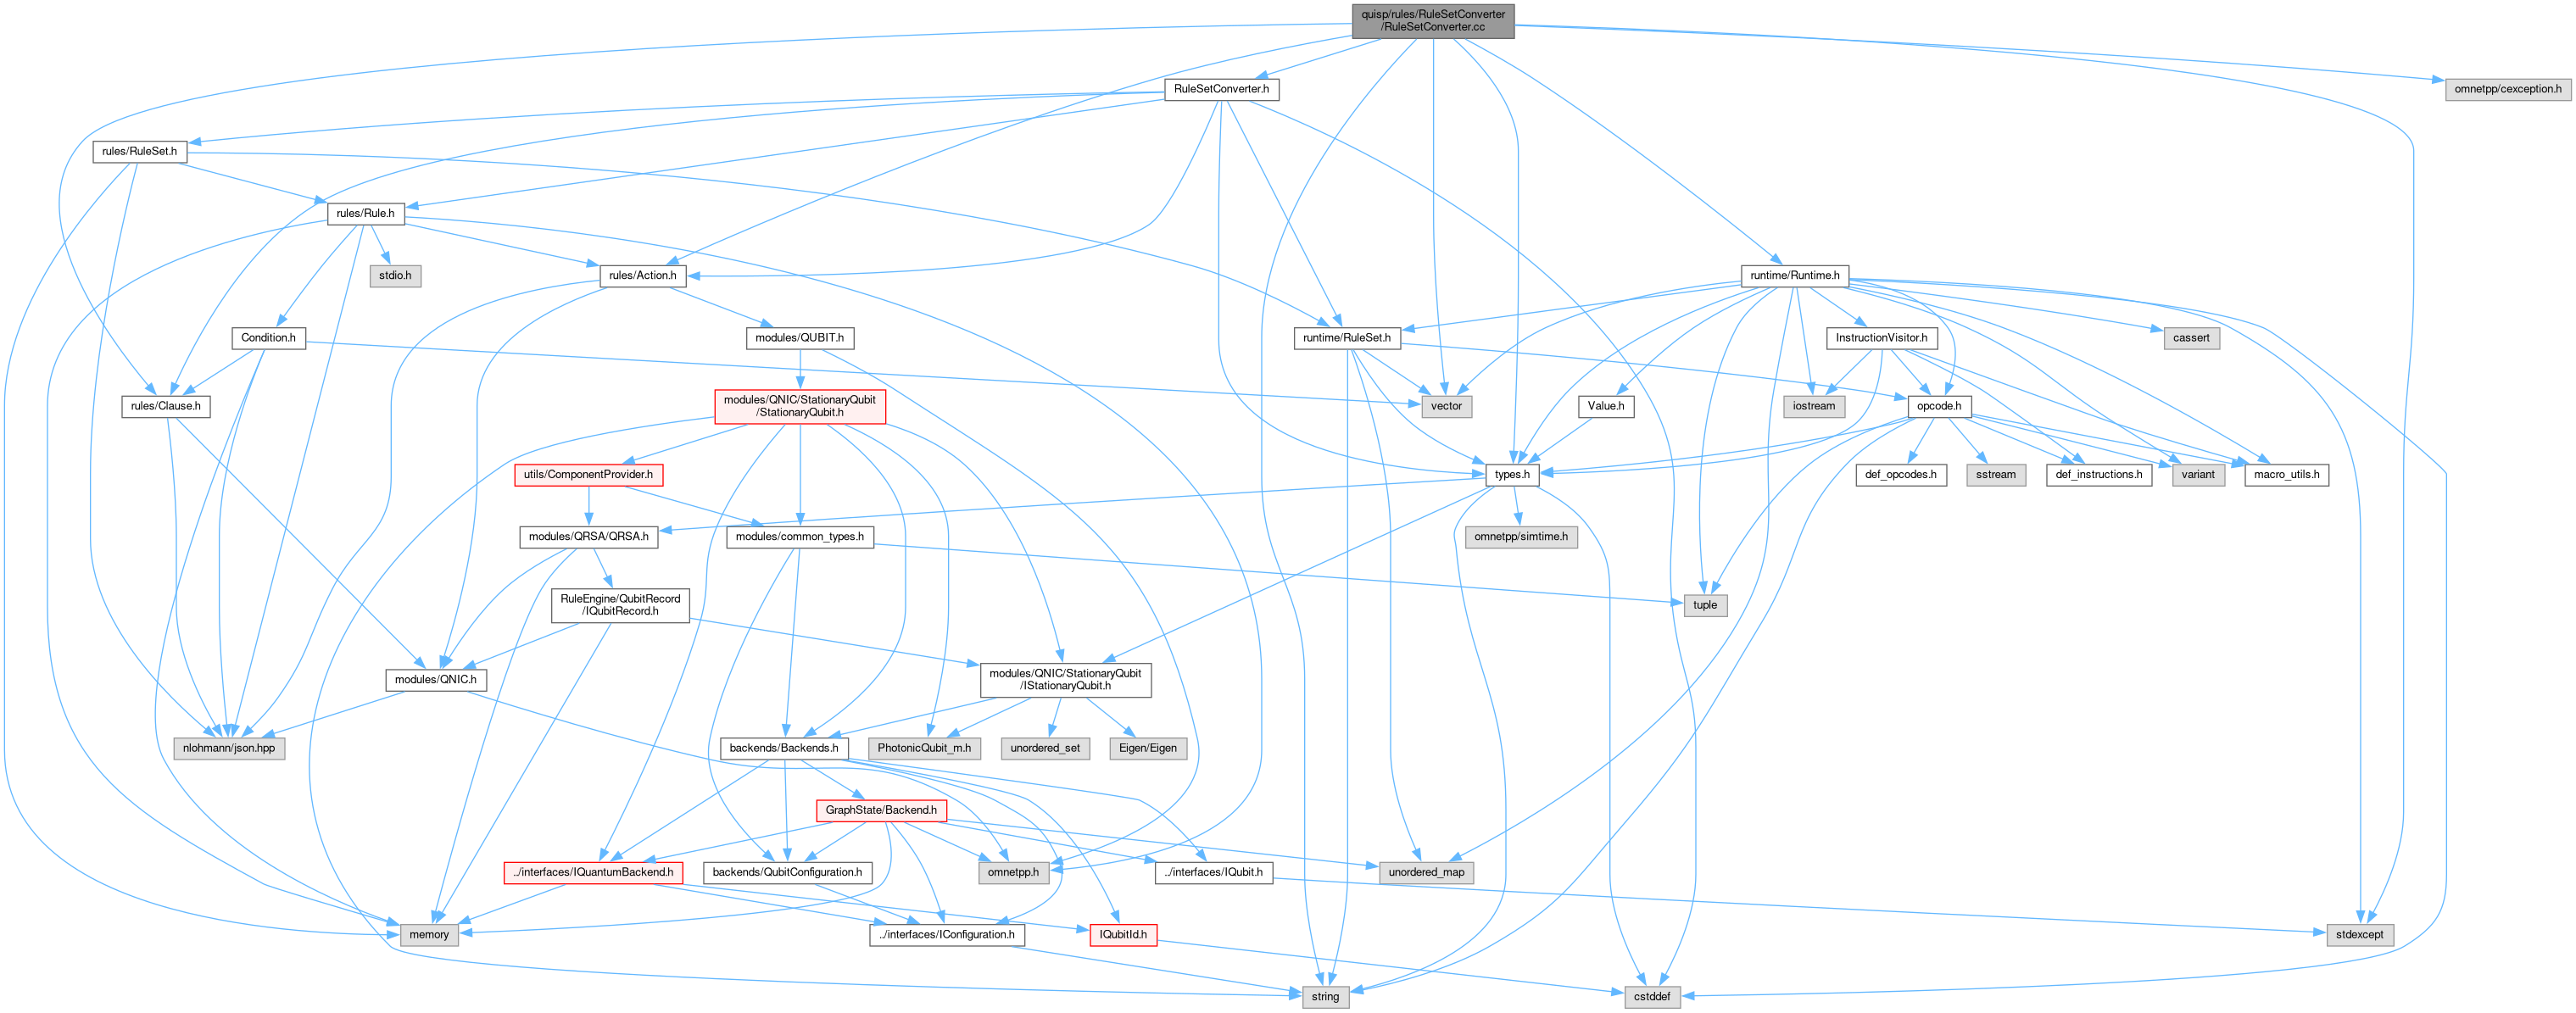 quisp/rules/RuleSetConverter
/RuleSetConverter.cc
RuleSetConverter.h
omnetpp/cexception.h
rules/RuleSet.h
rules/Rule.h
stdio.h
rules/Action.h
runtime/Runtime.h
Condition.h
modules/QUBIT.h
runtime/RuleSet.h
InstructionVisitor.h
cassert
rules/Clause.h
modules/QNIC/StationaryQubit
/StationaryQubit.h
vector
Value.h
iostream
opcode.h
utils/ComponentProvider.h
types.h
def_opcodes.h
sstream
def_instructions.h
variant
macro_utils.h
modules/QRSA/QRSA.h
modules/common_types.h
omnetpp/simtime.h
RuleEngine/QubitRecord
/IQubitRecord.h
tuple
modules/QNIC.h
modules/QNIC/StationaryQubit
/IStationaryQubit.h
nlohmann/json.hpp
backends/Backends.h
PhotonicQubit_m.h
unordered_set
Eigen/Eigen
GraphState/Backend.h
../interfaces/IQuantumBackend.h
backends/QubitConfiguration.h
omnetpp.h
../interfaces/IQubit.h
unordered_map
memory
../interfaces/IConfiguration.h
IQubitId.h
stdexcept
string
cstddef